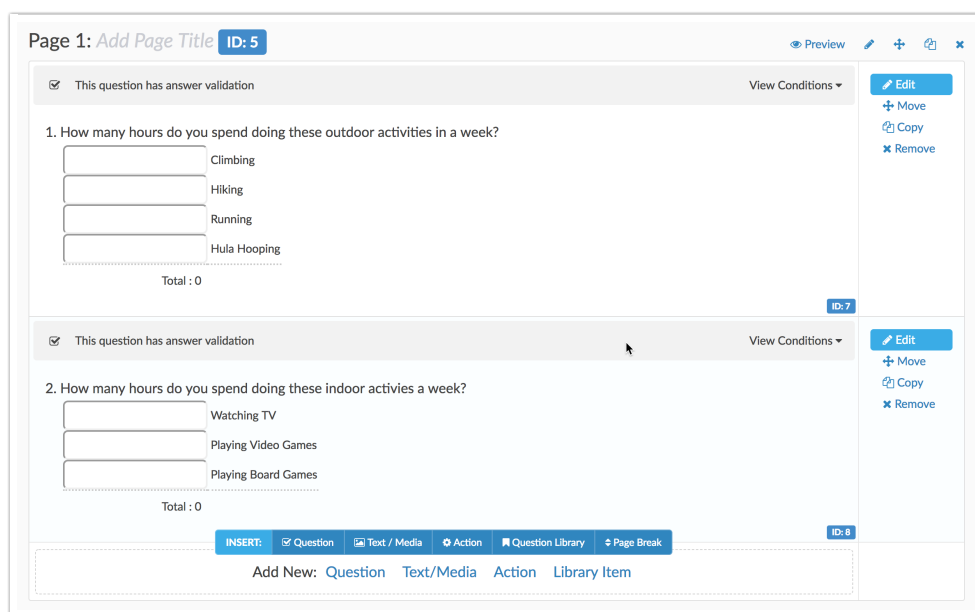 Page 1: Add Page Title ID: 5
Preview
This question has answer validation View Conditions
Edit
Move
Copy
Remove
1. How many hours do you spend doing these outdoor activities in a week?
Climbing
Hiking
Running
Hula Hooping
Total : 0
ID: 7
This question has answer validation View Conditions
Edit
Move
Copy
Remove
2. How many hours do you spend doing these indoor activies a week?
Watching TV
Playing Video Games
Playing Board Games
Total : 0
ID: 8
INSERT: Question Text / Media Action Question Library Page Break
Add New: Question Text/Media Action Library Item